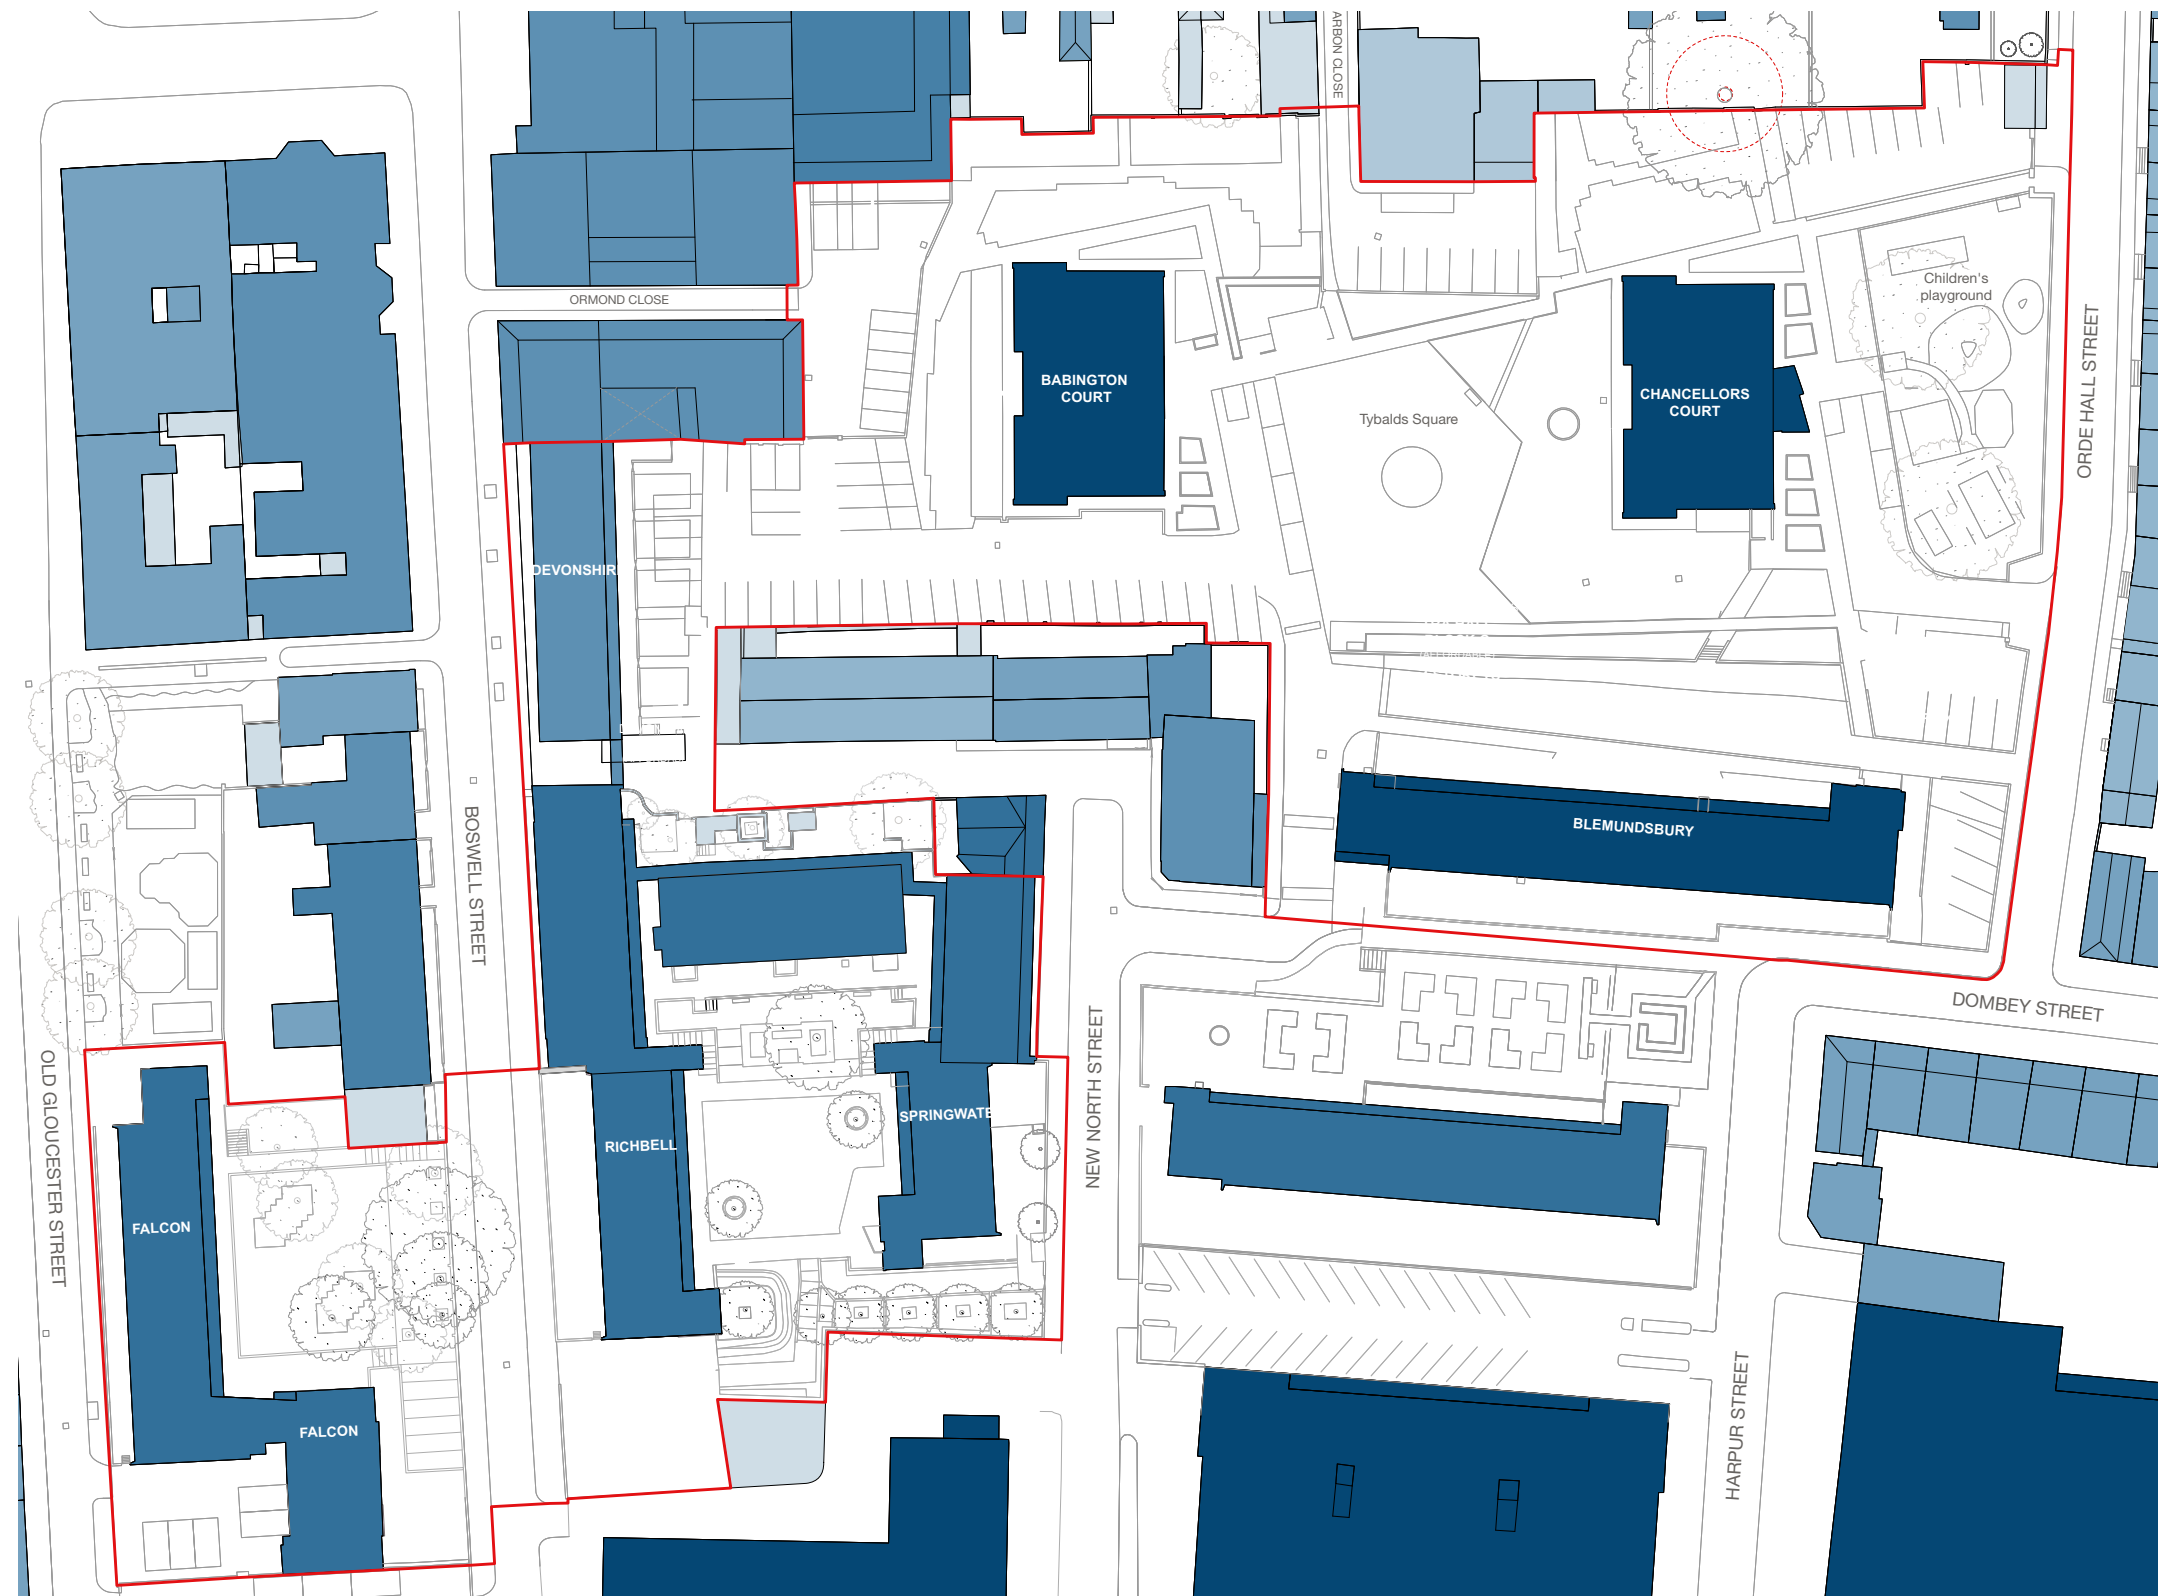 ARBON CLOSE
ORMOND CLOSE
Children's
playground
BABINGTON
COURT
CHANCELLORS
COURT
Tybalds Square
ORDE HALL STREET
DEVONSHIR
BLEMUNDSBURY
BOSWELL STREET
DOMBEY STREET
OLD GLOUCESTER STREET
NEW NORTH STREET
SPRINGWATE
RICHBELL
FALCON
FALCON
HARPUR STREET